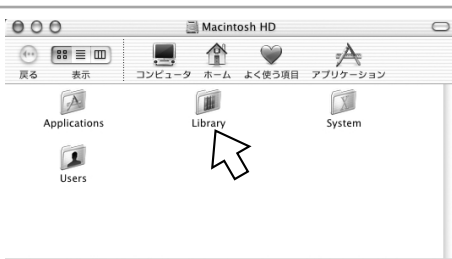 Macintosh HD
戻る 表示 コンピュータ ホーム よく使う項目 アプリケーション
Applications Library System
Users